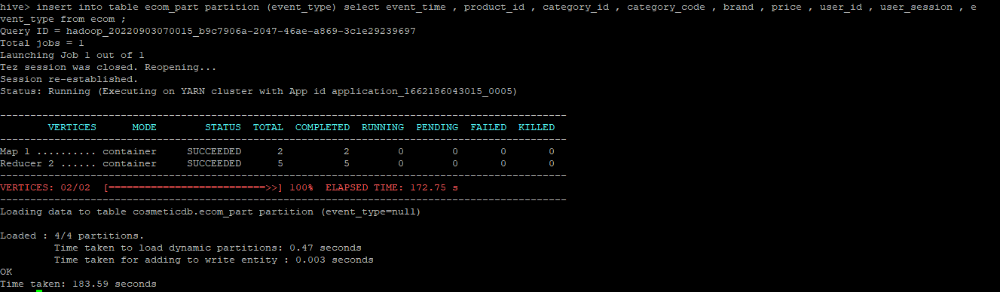 hive> insert into table ecom_part partition (event_type) select event_time , product_id , category_id , category_code , brand , price , user_id , user_session , e
vent_type from ecom ;
Query ID = hadoop_20220903070015_b9c7906a-2047-46ae-a869-3c1e29239697
Total jobs = 1
Launching Job 1 out of 1
Tez session was closed. Reopening...
Session re-established.
Status: Running (Executing on YARN cluster with App id application_1662186043015_0005)
----------------------------------------------------------------------------------------------
VERTICES MODE STATUS TOTAL COMPLETED RUNNING PENDING FAILED KILLED
----------------------------------------------------------------------------------------------
Map 1 .......... container SUCCEEDED 2 2 0 0 0 0
Reducer 2 ...... container SUCCEEDED 5 5 0 0 0 0
----------------------------------------------------------------------------------------------
VERTICES: 02/02 [==========================>>] 100% ELAPSED TIME: 172.75 s
----------------------------------------------------------------------------------------------
Loading data to table cosmeticdb.ecom_part partition (event_type=null)
Loaded : 4/4 partitions.
Time taken to load dynamic partitions: 0.47 seconds
Time taken for adding to write entity : 0.003 seconds
OK
Time taken: 183.59 seconds